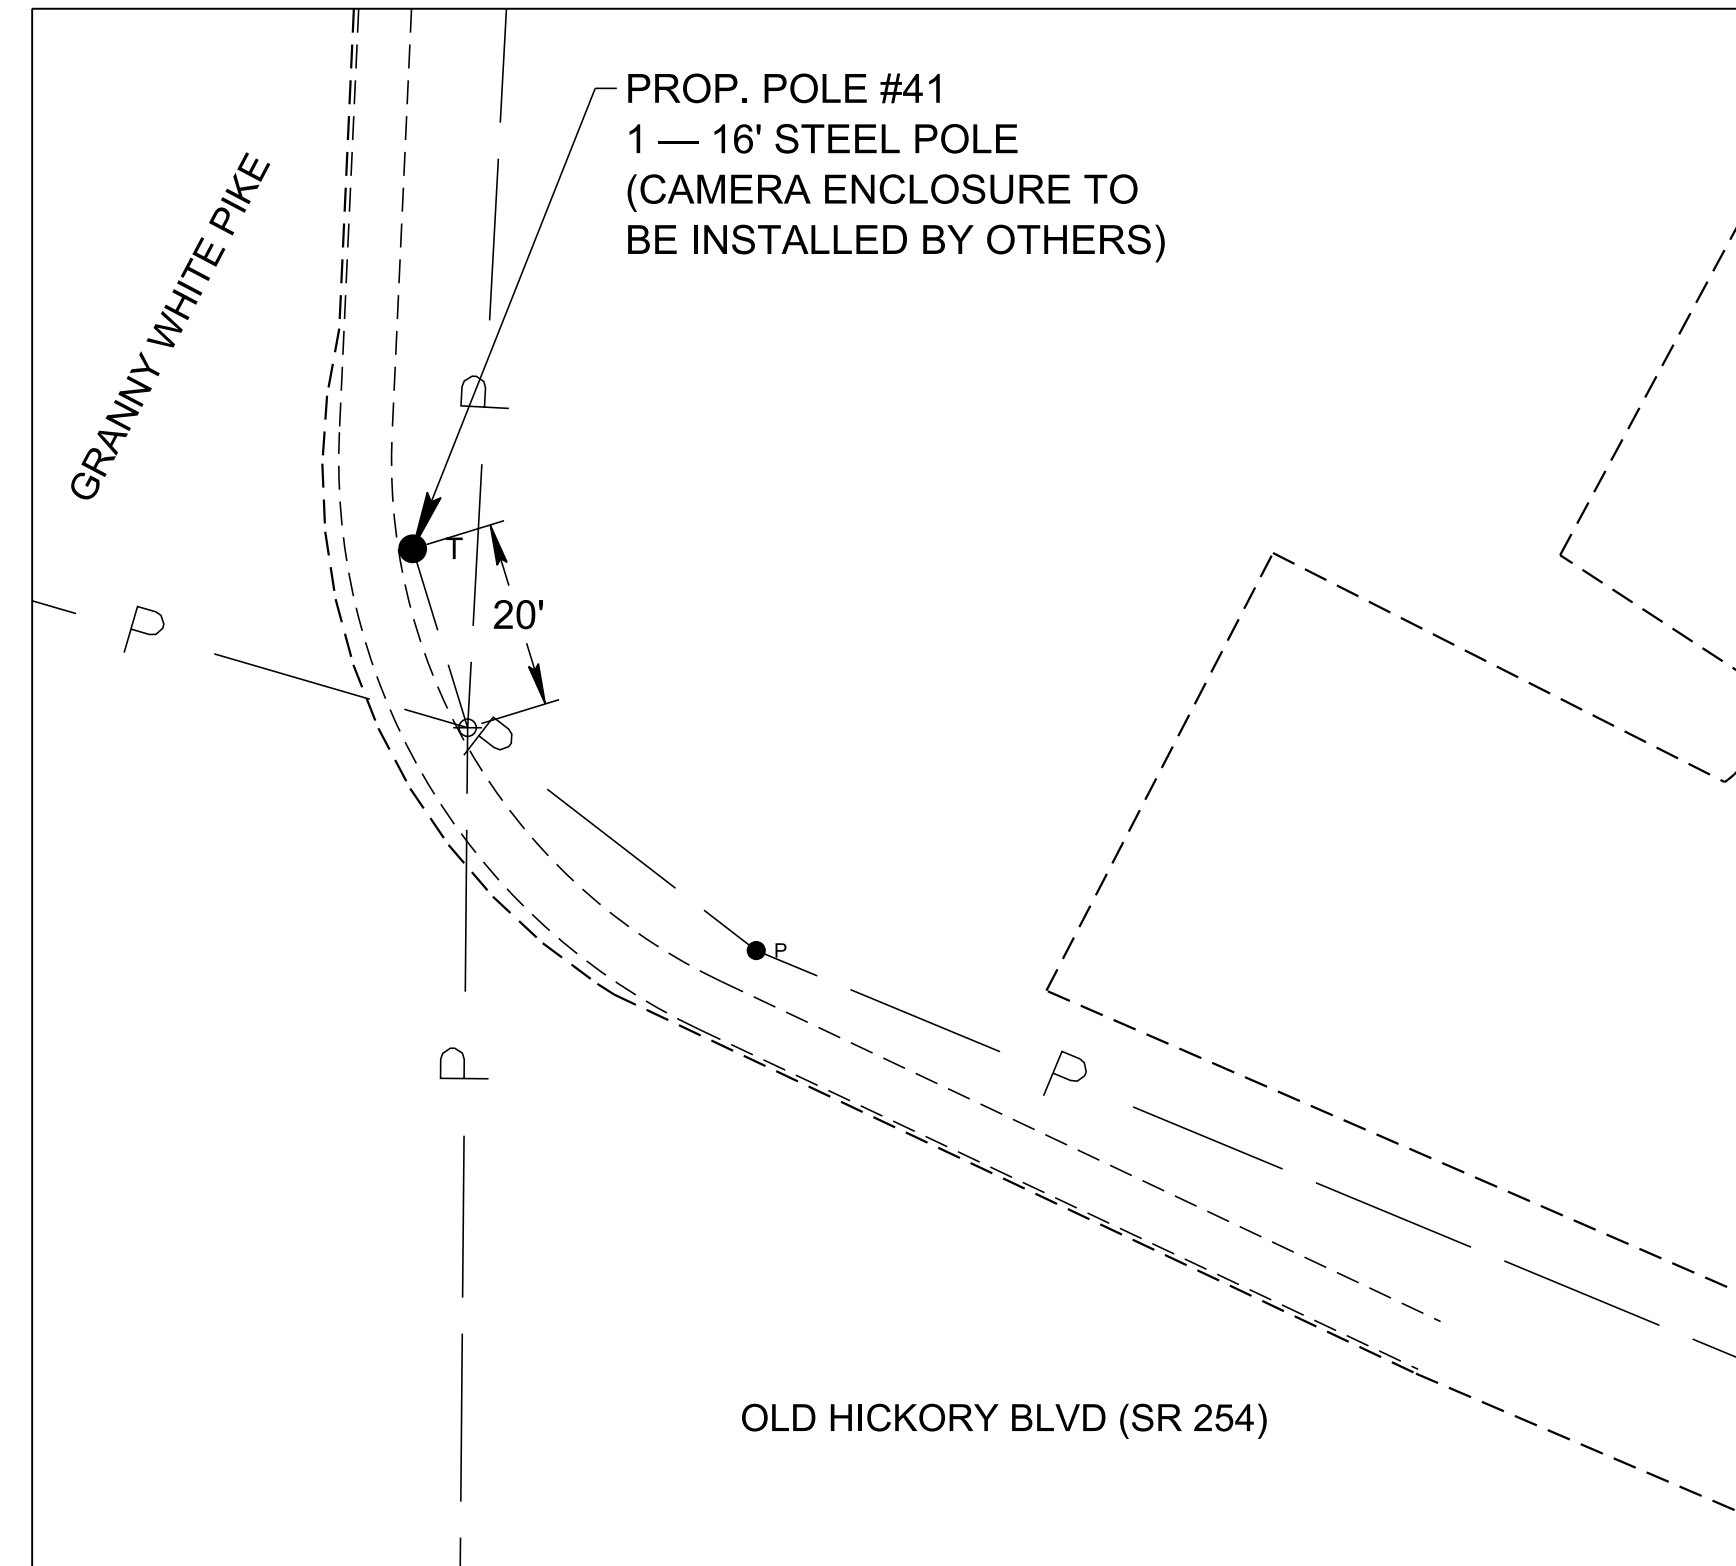 PROP. POLE #41
1 — 16' STEEL POLE
(CAMERA ENCLOSURE TO
BE INSTALLED BY OTHERS)
GRANNY WHITE PIKE
P
T
20'
P
P
P
P
P
OLD HICKORY BLVD (SR 254)